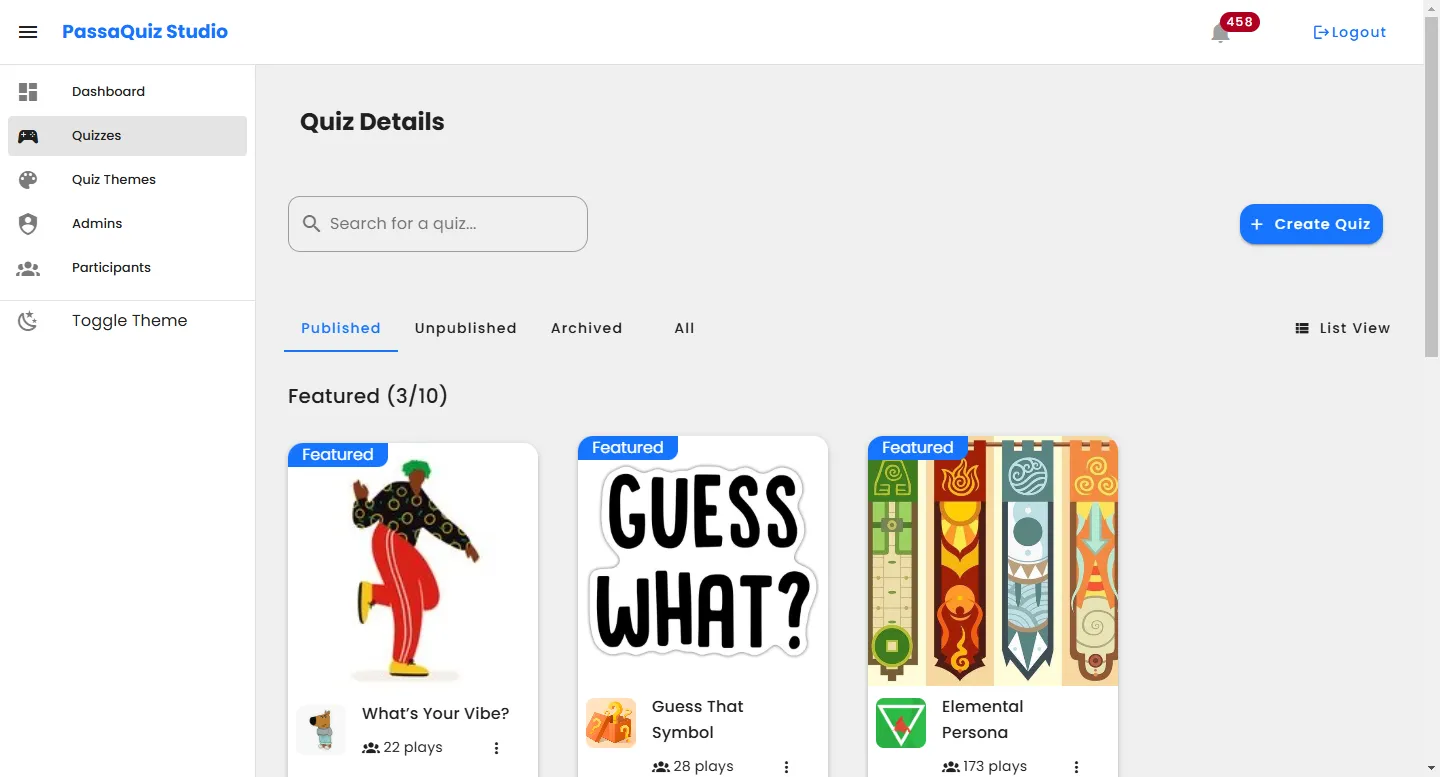 PassaQuiz Studio
458
Logout
Dashboard
Quizzes
Quiz Themes
Admins
Participants
Toggle Theme
Quiz Details
Search for a quiz...
+ Create Quiz
Published
Unpublished
Archived
All
List View
Featured (3/10)
Featured
What’s Your Vibe?
22 plays
Featured
GUESS
WHAT?
Guess That
Symbol
28 plays
Featured
Elemental
Persona
173 plays